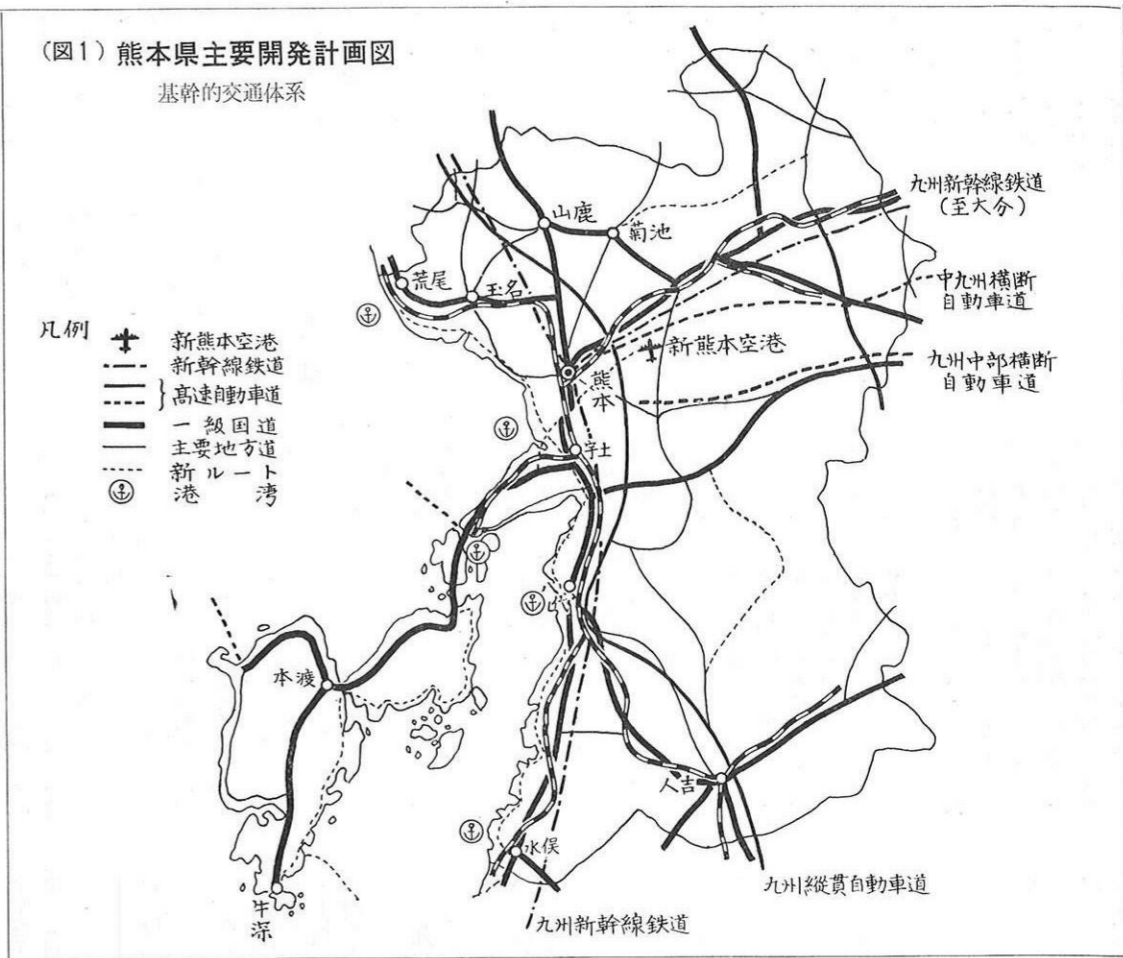 (図1) 熊本県主要開発計画図
基幹的交通体系
九州新幹線鉄道
(至大分)
山鹿
菊池
荒尾
玉名
中九州横断
自動車道
凡例
新熊本空港
新幹線鉄道
高速自動車道
一級国道
主要地方道
新ルート
港湾
新熊本空港
九州中部横断
自動車道
熊本
宇土
八代
本渡
人吉
水俣
九州縦貫自動車道
牛深
九州新幹線鉄道